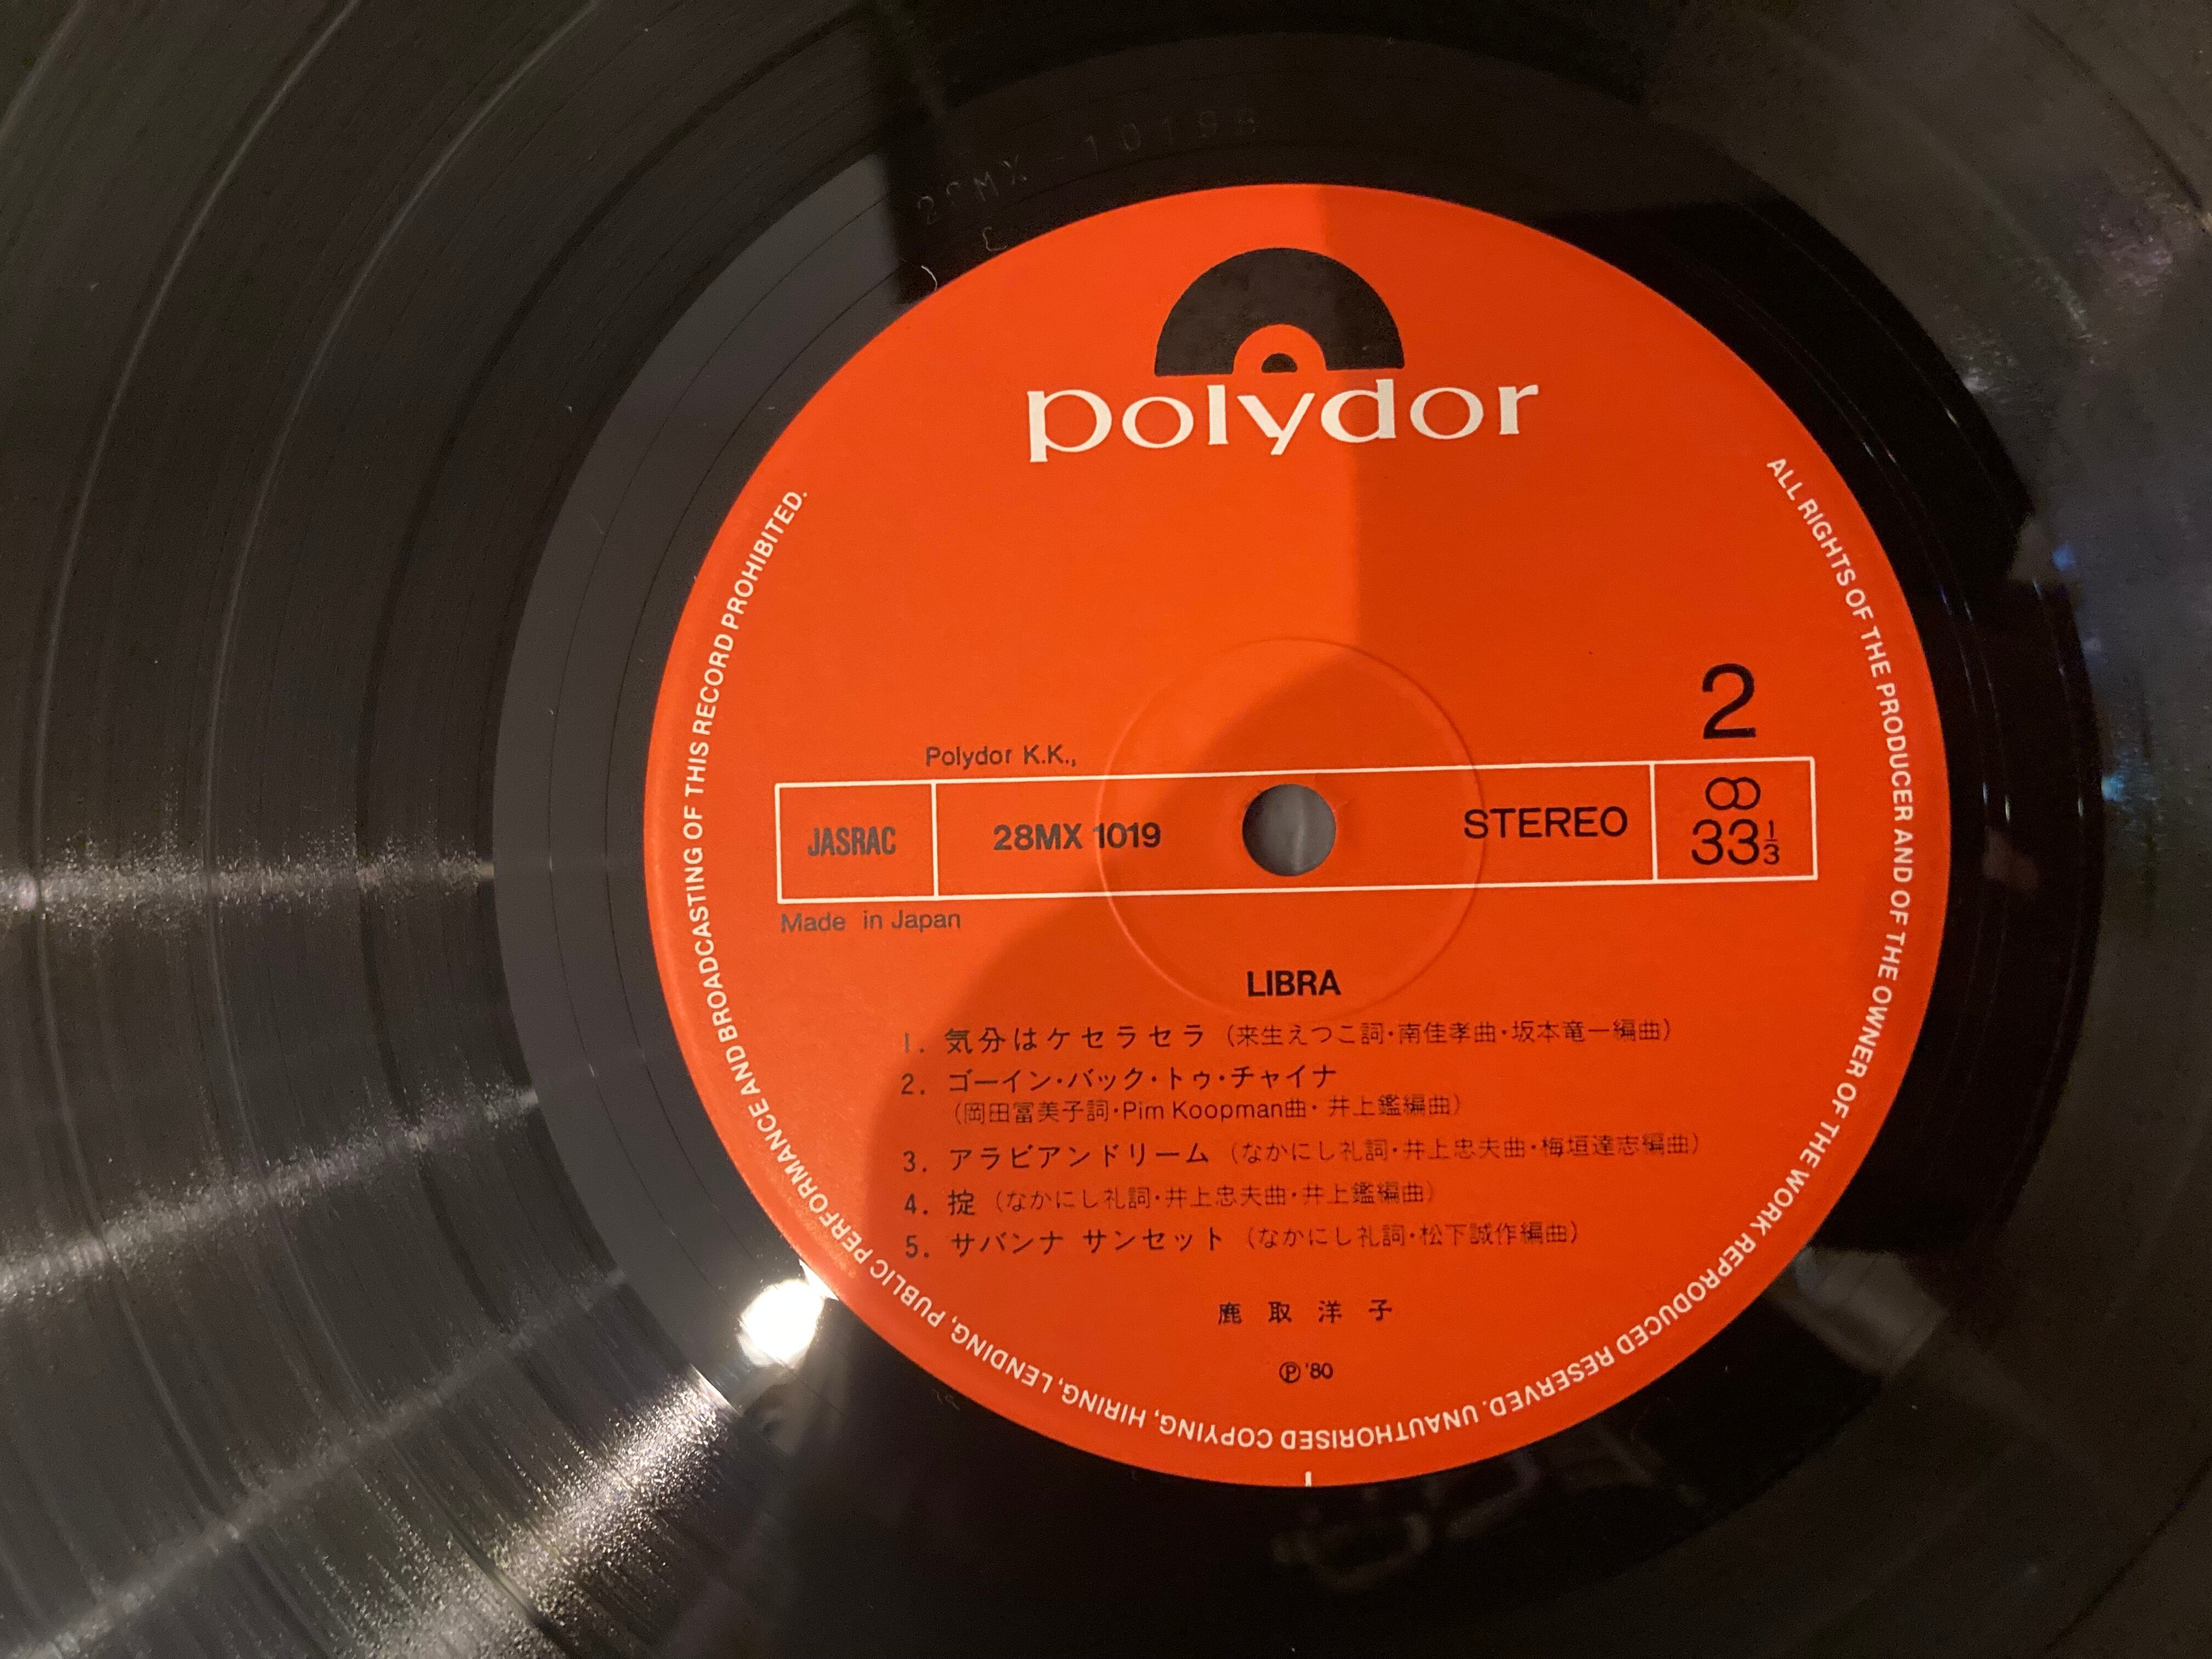 28MX-1019B
polydor
ALL RIGHTS OF THE PRODUCER AND OF THE OWNER OF THE WORK REPRODUCED RESERVED. UNAUTHORISED COPYING, HIRING, LENDING, PUBLIC PERFORMANCE AND BROADCASTING OF THIS RECORD PROHIBITED.
2
Polydor K.K.,
JASRAC 28MX 1019 STEREO 33 1/3
Made in Japan
LIBRA
1. 気分はケセラセラ (来生えつこ詞・南佳孝曲・坂本竜一編曲)
2. ゴーイン・バック・トゥ・チャイナ
(岡田冨美子詞・Pim Koopman曲・井上鑑編曲)
3. アラビアンドリーム (なかにし礼詞・井上忠夫曲・梅垣達志編曲)
4. 掟 (なかにし礼詞・井上忠夫曲・井上鑑編曲)
5. サバンナ サンセット (なかにし礼詞・松下誠作編曲)
鹿取洋子
Ⓟ '80